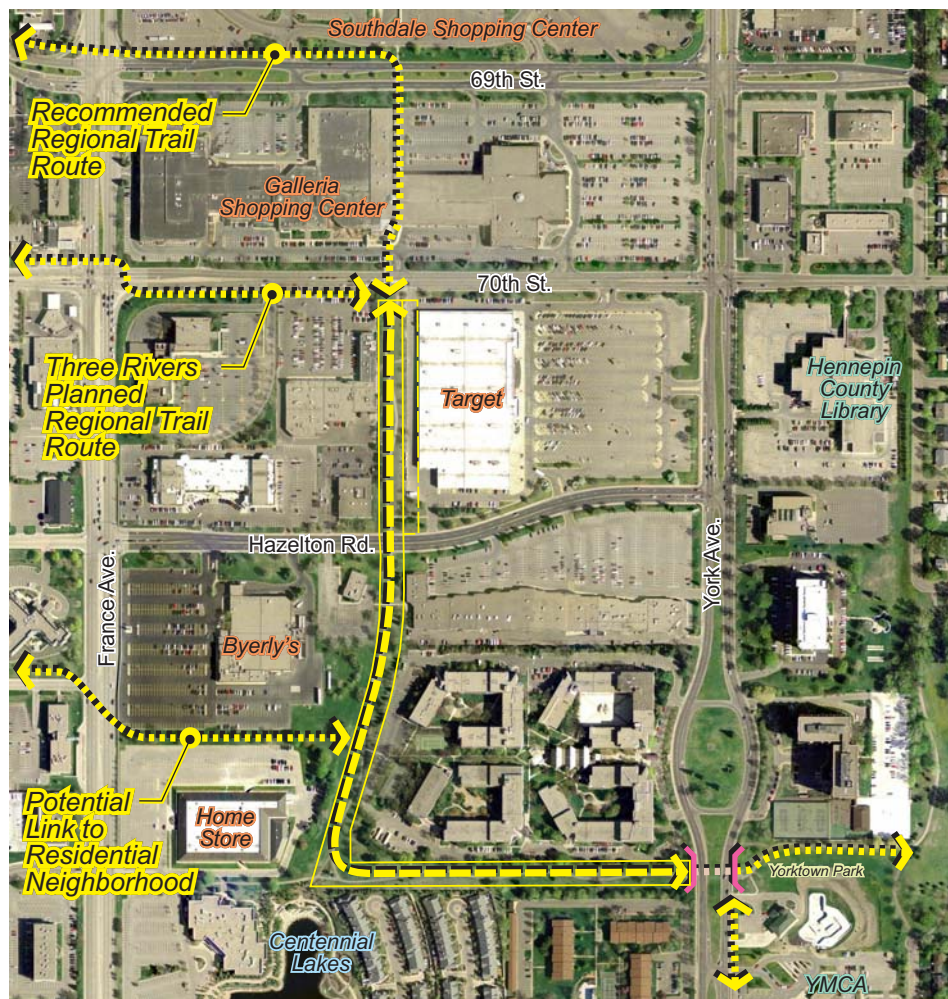 Southdale Shopping Center
69th St.
Recommended
Regional Trail
Route
Galleria
Shopping Center
70th St.
Three Rivers
Planned
Regional Trail
Route
Target
Hennepin
County
Library
Hazelton Rd.
France Ave.
York Ave.
Byerly's
Potential
Link to
Residential
Neighborhood
Home
Store
Yorktown Park
Centennial
Lakes
YMCA